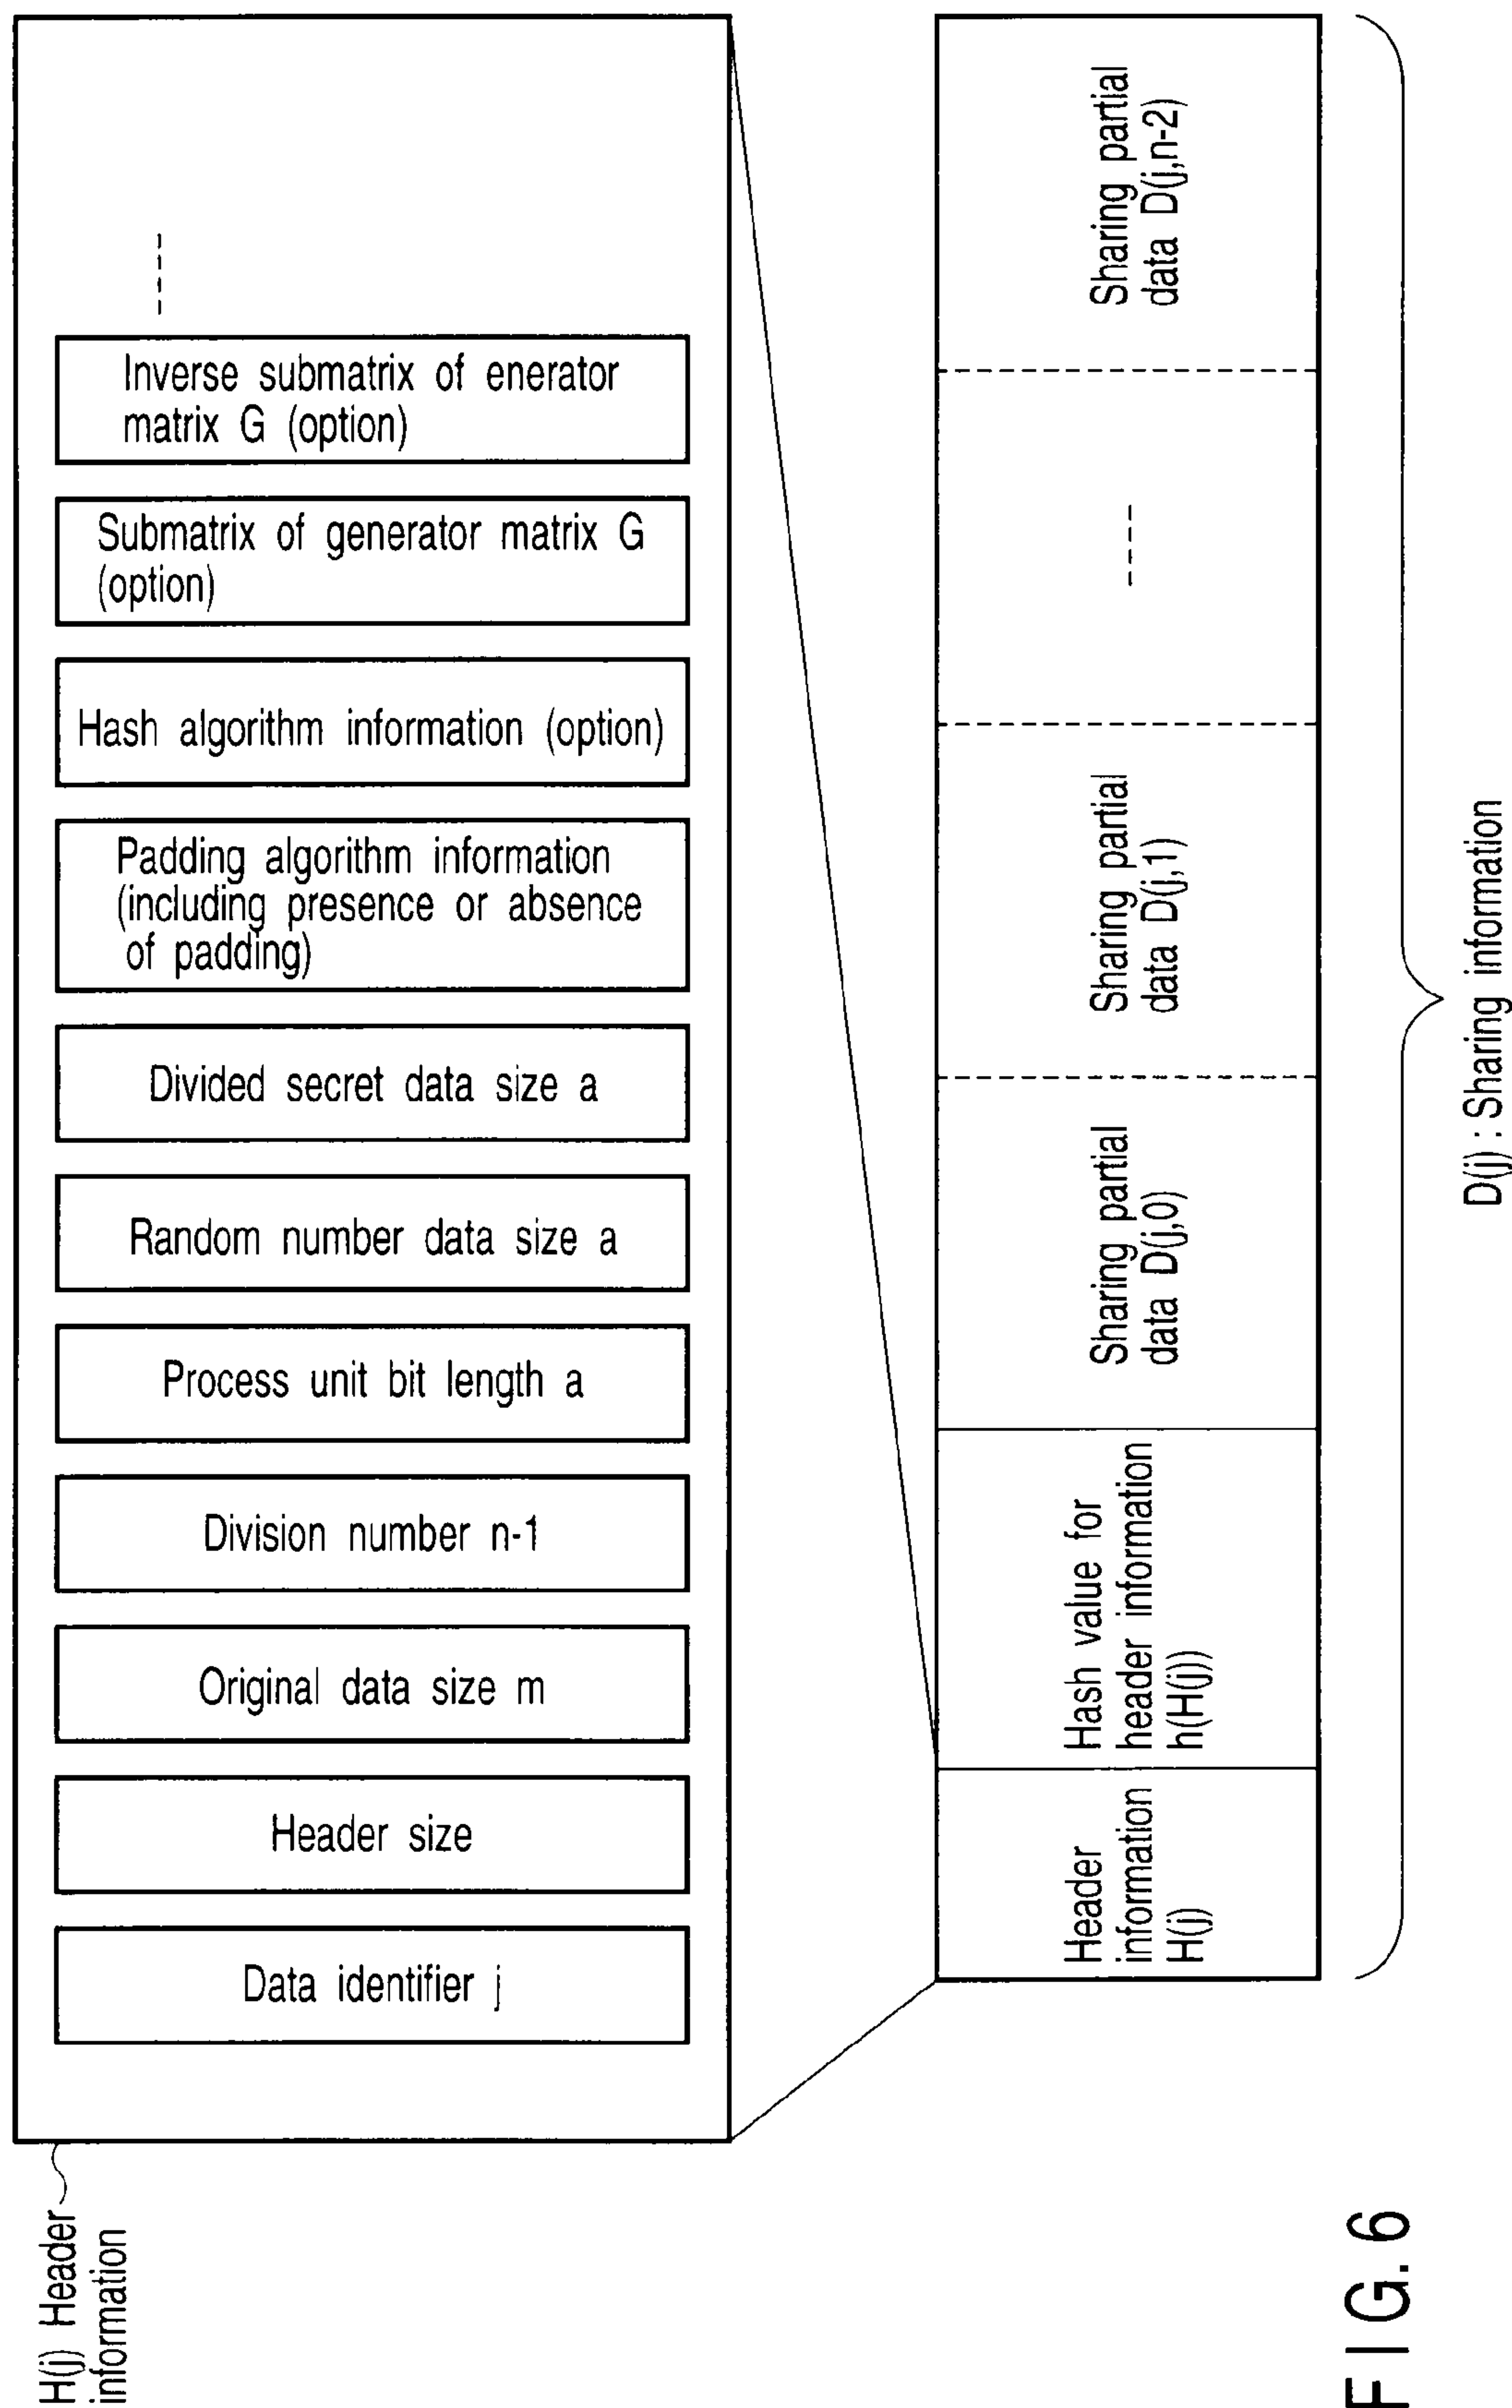 H(j) Header
information
Data identifier j
Header size
Original data size m
Division number n-1
Process unit bit length a
Random number data size a
Divided secret data size a
Padding algorithm information
(including presence or absence
of padding)
Hash algorithm information (option)
Submatrix of generator matrix G
(option)
Inverse submatrix of enerator
matrix G (option)
Header
information
H(j)
Hash value for
header information
h(H(j))
Sharing partial
data D(j,0)
Sharing partial
data D(j,1)
Sharing partial
data D(j,n-2)
D(j) : Sharing information
FIG. 6